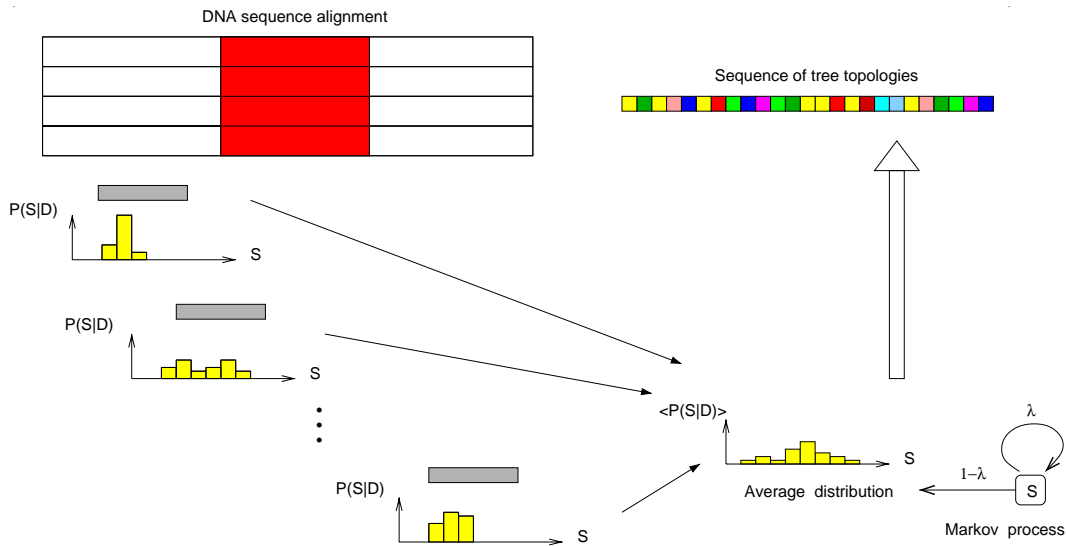 DNA sequence alignment
Sequence of tree topologies
P(S|D)
S
P(S|D)
S
<P(S|D)>
S
λ
P(S|D)
S
1−λ
S
Average distribution
Markov process